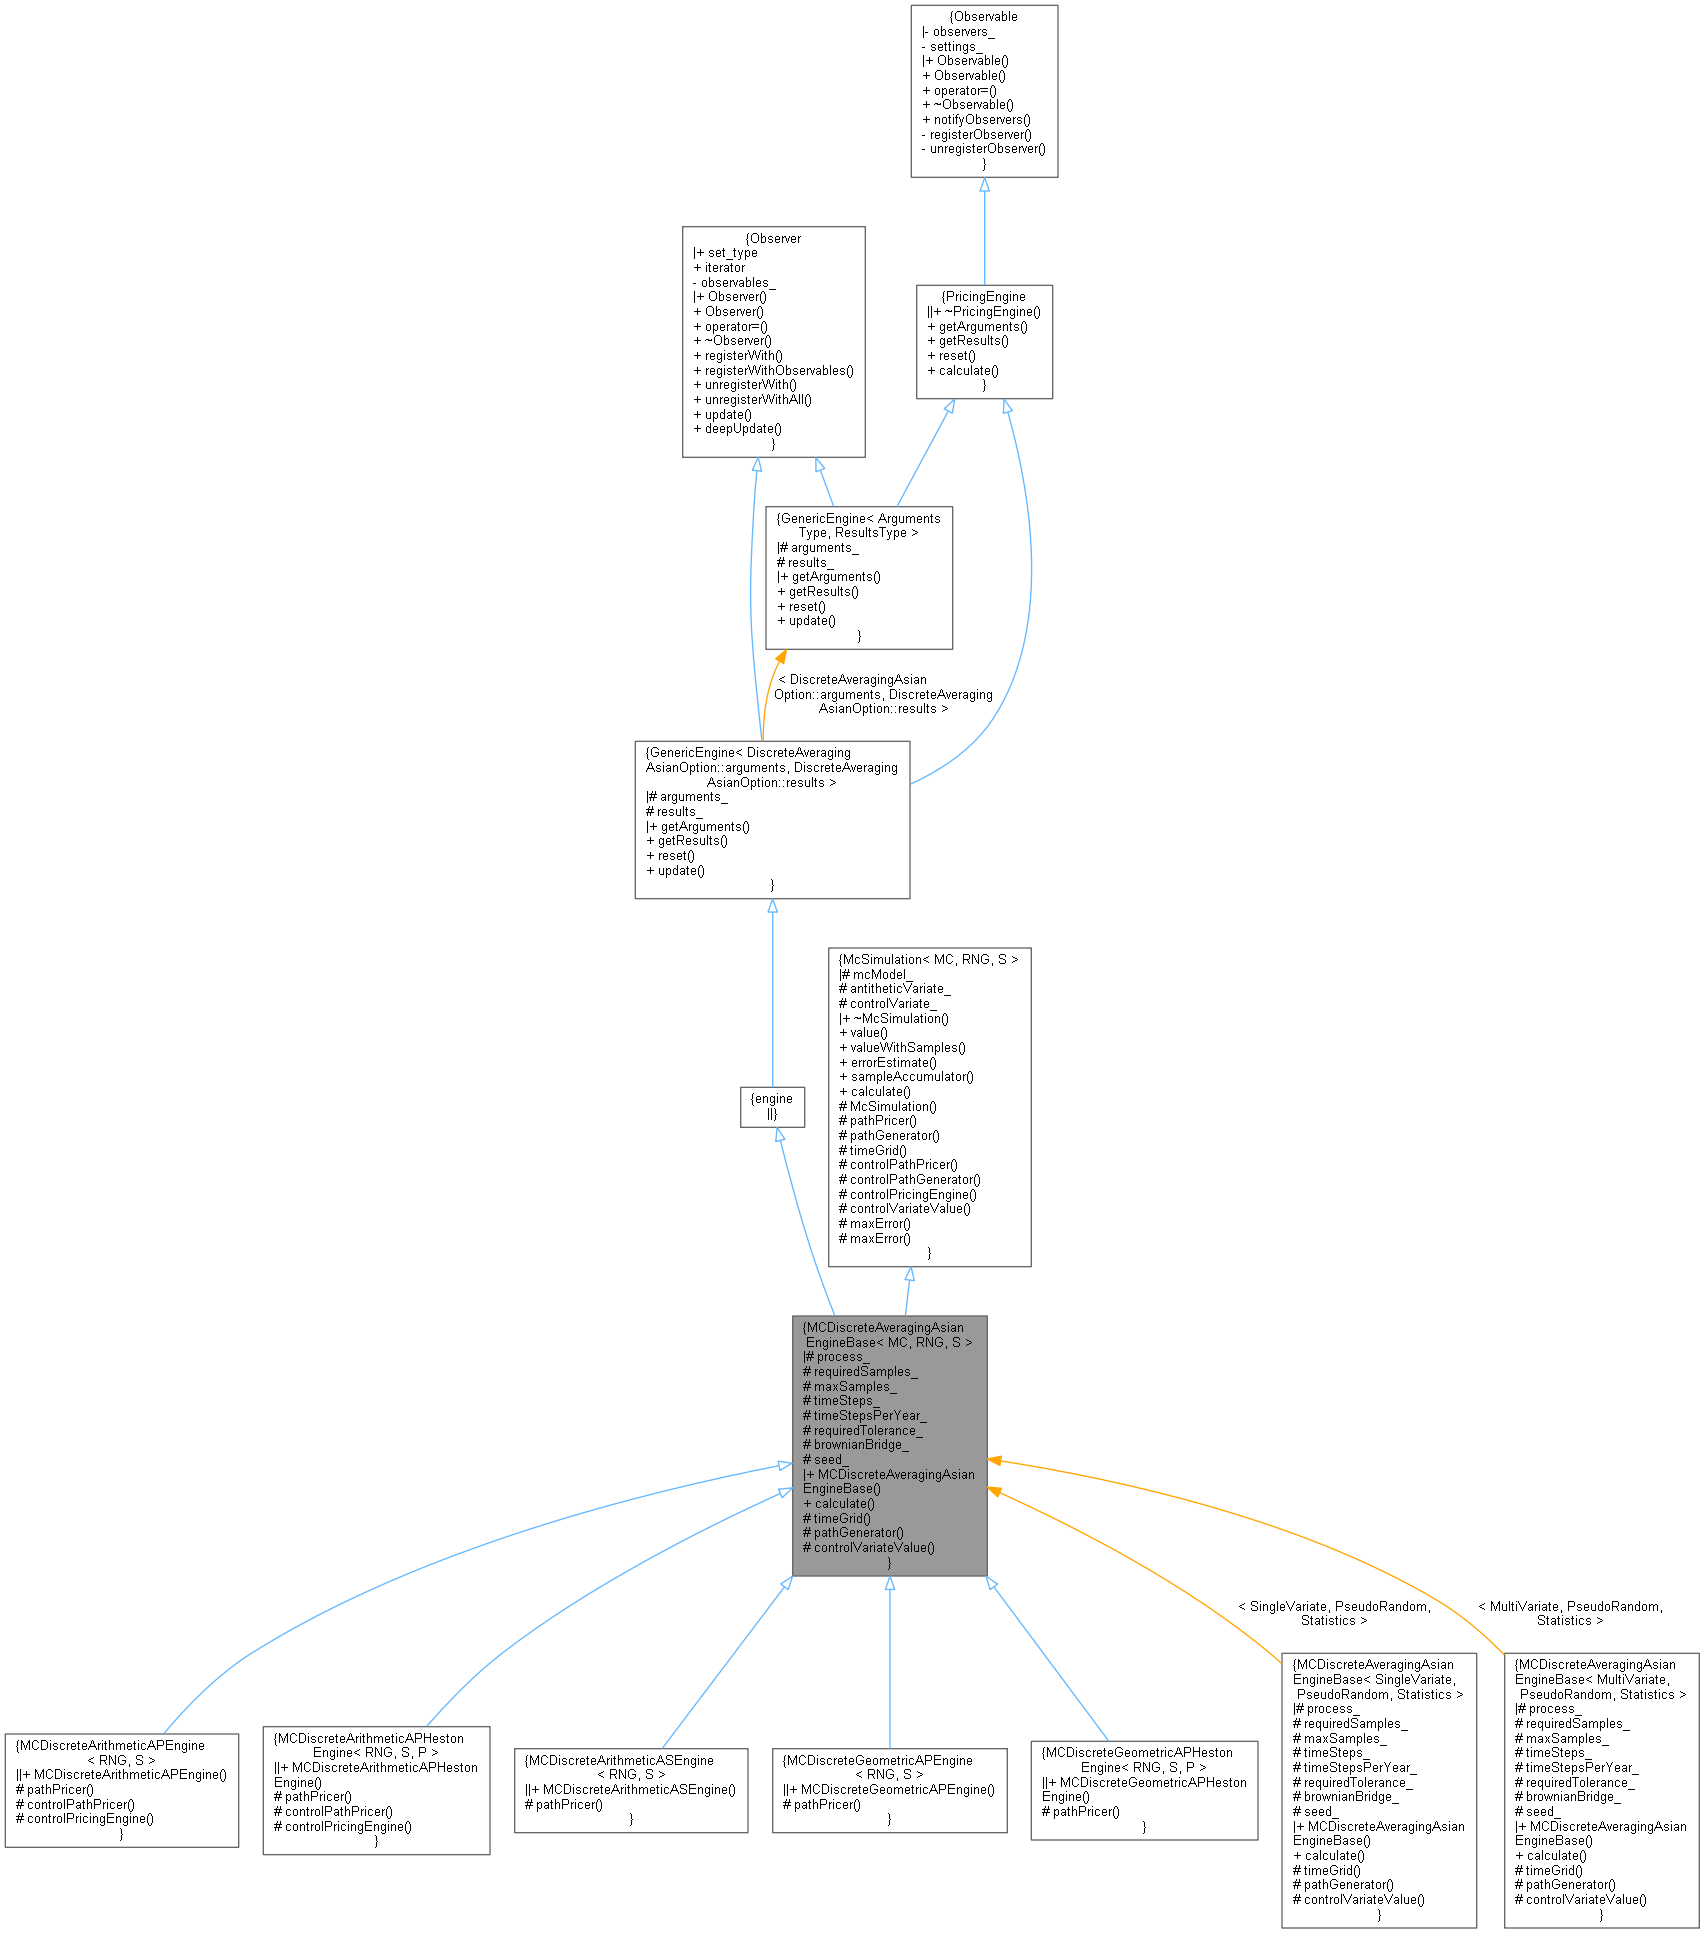 {Observable
|- observers_
- settings_
|+ Observable()
+ Observable()
+ operator=()
+ ~Observable()
+ notifyObservers()
- registerObserver()
- unregisterObserver()
}
{Observer
|+ set_type
+ iterator
- observables_
|+ Observer()
+ Observer()
+ operator=()
+ ~Observer()
+ registerWith()
+ registerWithObservables()
+ unregisterWith()
+ unregisterWithAll()
+ update()
+ deepUpdate()
}
{PricingEngine
||+ ~PricingEngine()
+ getArguments()
+ getResults()
+ reset()
+ calculate()
}
{GenericEngine< Arguments
Type, ResultsType >
|# arguments_
# results_
|+ getArguments()
+ getResults()
+ reset()
+ update()
}
< DiscreteAveragingAsian
Option::arguments, DiscreteAveraging
AsianOption::results >
{GenericEngine< DiscreteAveraging
AsianOption::arguments, DiscreteAveraging
AsianOption::results >
|# arguments_
# results_
|+ getArguments()
+ getResults()
+ reset()
+ update()
}
{McSimulation< MC, RNG, S >
|# mcModel_
# antitheticVariate_
# controlVariate_
|+ ~McSimulation()
+ value()
+ valueWithSamples()
+ errorEstimate()
+ sampleAccumulator()
+ calculate()
# McSimulation()
# pathPricer()
# pathGenerator()
# timeGrid()
# controlPathPricer()
# controlPathGenerator()
# controlPricingEngine()
# controlVariateValue()
# maxError()
# maxError()
}
{engine
||}
{MCDiscreteAveragingAsian
EngineBase< MC, RNG, S >
|# process_
# requiredSamples_
# maxSamples_
# timeSteps_
# timeStepsPerYear_
# requiredTolerance_
# brownianBridge_
# seed_
|+ MCDiscreteAveragingAsian
EngineBase()
+ calculate()
# timeGrid()
# pathGenerator()
# controlVariateValue()
}
< SingleVariate, PseudoRandom,
Statistics >
< MultiVariate, PseudoRandom,
Statistics >
{MCDiscreteArithmeticAPEngine
< RNG, S >
||+ MCDiscreteArithmeticAPEngine()
# pathPricer()
# controlPathPricer()
# controlPricingEngine()
}
{MCDiscreteArithmeticAPHeston
Engine< RNG, S, P >
||+ MCDiscreteArithmeticAPHeston
Engine()
# pathPricer()
# controlPathPricer()
# controlPricingEngine()
}
{MCDiscreteArithmeticASEngine
< RNG, S >
||+ MCDiscreteArithmeticASEngine()
# pathPricer()
}
{MCDiscreteGeometricAPEngine
< RNG, S >
||+ MCDiscreteGeometricAPEngine()
# pathPricer()
}
{MCDiscreteGeometricAPHeston
Engine< RNG, S, P >
||+ MCDiscreteGeometricAPHeston
Engine()
# pathPricer()
}
{MCDiscreteAveragingAsian
EngineBase< SingleVariate,
PseudoRandom, Statistics >
|# process_
# requiredSamples_
# maxSamples_
# timeSteps_
# timeStepsPerYear_
# requiredTolerance_
# brownianBridge_
# seed_
|+ MCDiscreteAveragingAsian
EngineBase()
+ calculate()
# timeGrid()
# pathGenerator()
# controlVariateValue()
}
{MCDiscreteAveragingAsian
EngineBase< MultiVariate,
PseudoRandom, Statistics >
|# process_
# requiredSamples_
# maxSamples_
# timeSteps_
# timeStepsPerYear_
# requiredTolerance_
# brownianBridge_
# seed_
|+ MCDiscreteAveragingAsian
EngineBase()
+ calculate()
# timeGrid()
# pathGenerator()
# controlVariateValue()
}